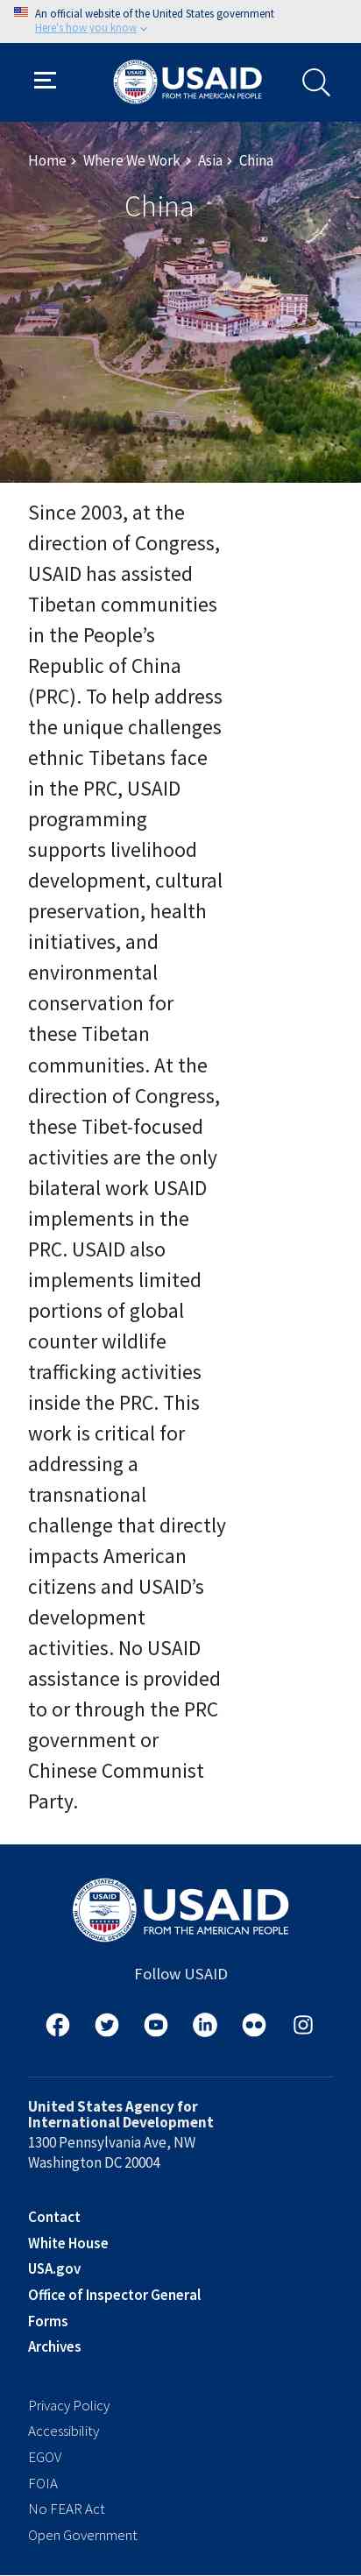 An official website of the United States government
Here's how you know
USAID
FROM THE AMERICAN PEOPLE
Home > Where We Work > Asia > China
China
Since 2003, at the
direction of Congress,
USAID has assisted
Tibetan communities
in the People’s
Republic of China
(PRC). To help address
the unique challenges
ethnic Tibetans face
in the PRC, USAID
programming
supports livelihood
development, cultural
preservation, health
initiatives, and
environmental
conservation for
these Tibetan
communities. At the
direction of Congress,
these Tibet-focused
activities are the only
bilateral work USAID
implements in the
PRC. USAID also
implements limited
portions of global
counter wildlife
trafficking activities
inside the PRC. This
work is critical for
addressing a
transnational
challenge that directly
impacts American
citizens and USAID’s
development
activities. No USAID
assistance is provided
to or through the PRC
government or
Chinese Communist
Party.
USAID
USAID
FROM THE AMERICAN PEOPLE
Follow USAID
United States Agency for
International Development
1300 Pennsylvania Ave, NW
Washington DC 20004
Contact
White House
USA.gov
Office of Inspector General
Forms
Archives
Privacy Policy
Accessibility
EGOV
FOIA
No FEAR Act
Open Government